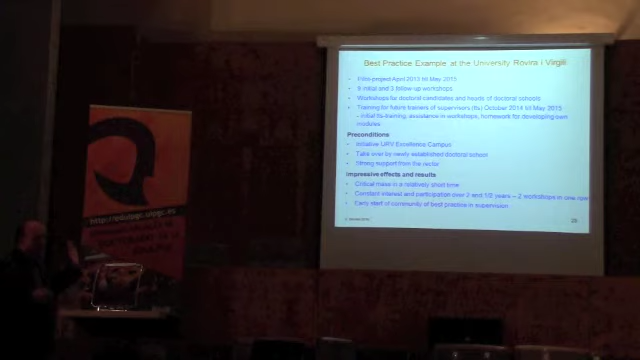 Best Practice Example at the University Rovira i Virgili
Pilot-project April 2013 till May 2015
9 initial and 3 follow-up workshops
Workshops for doctoral candidates and heads of doctoral schools
Training for future trainers of supervisors (fts) October 2014 till May 2015
- initial fts-training, assistance in workshops, homework for developing own
modules
Preconditions
Initiative URV Excellence Campus
Take over by newly established doctoral school
Strong support from the rector
Impressive effects and results
Critical mass in a relatively short time
Constant interest and participation over 2 and 1/2 years – 2 workshops in one row
Early start of community of best practice in supervision